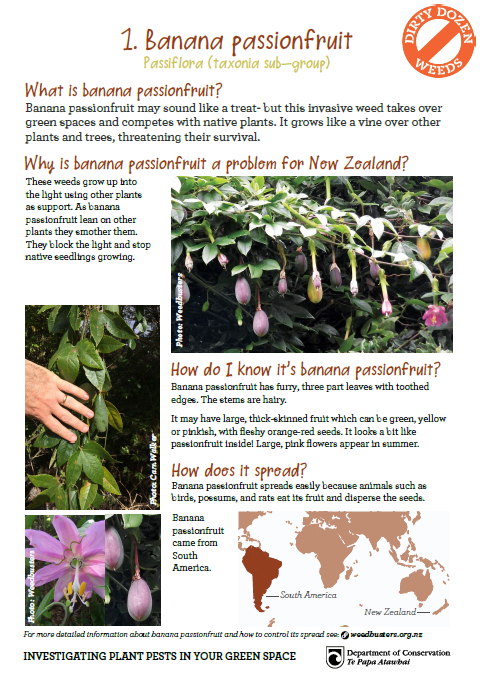 DIRTY DOZEN
WEEDS
1. Banana passionfruit
Passiflora (taxonia sub-group)
What is banana passionfruit?
Banana passionfruit may sound like a treat- but this invasive weed takes over
green spaces and competes with native plants. It grows like a vine over other
plants and trees, threatening their survival.
Why is banana passionfruit a problem for New Zealand?
These weeds grow up into
the light using other plants
as support. As banana
passionfruit lean on other
plants they smother them.
They block the light and stop
native seedlings growing.
Photo: Weedbusters
Photo: Cam Walker
How do I know it's banana passionfruit?
Banana passionfruit has furry, three part leaves with toothed
edges. The stems are hairy.
It may have large, thick-skinned fruit which can be green, yellow
or pinkish, with fleshy orange-red seeds. It looks a bit like
passionfruit inside! Large, pink flowers appear in summer.
How does it spread?
Banana passionfruit spreads easily because animals such as
birds, possums, and rats eat its fruit and disperse the seeds.
Photo: Weedbusters
Banana
passionfruit
came from
South
America.
South America
New Zealand
For more detailed information about banana passionfruit and how to control its spread see: weedbusters.org.nz
INVESTIGATING PLANT PESTS IN YOUR GREEN SPACE
Department of Conservation
Te Papa Atawhai